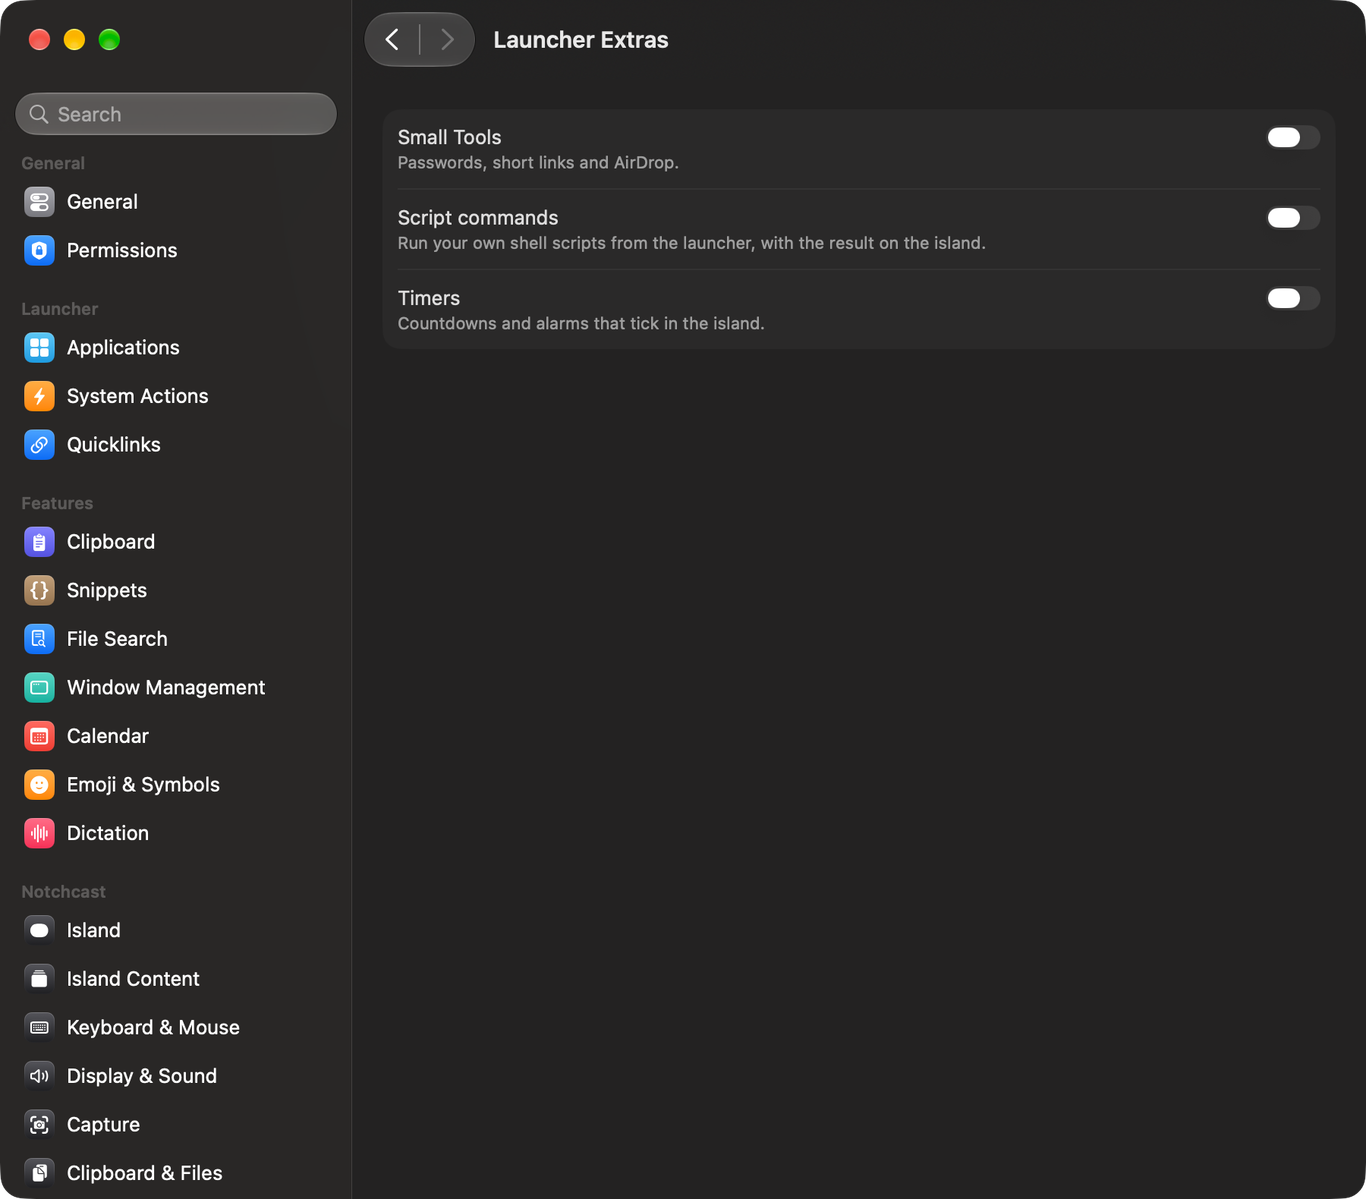 Launcher Extras
Search
General
General
Permissions
Launcher
Applications
System Actions
Quicklinks
Features
Clipboard
Snippets
File Search
Window Management
Calendar
Emoji & Symbols
Dictation
Notchcast
Island
Island Content
Keyboard & Mouse
Display & Sound
Capture
Clipboard & Files
Small Tools
Passwords, short links and AirDrop.
Script commands
Run your own shell scripts from the launcher, with the result on the island.
Timers
Countdowns and alarms that tick in the island.